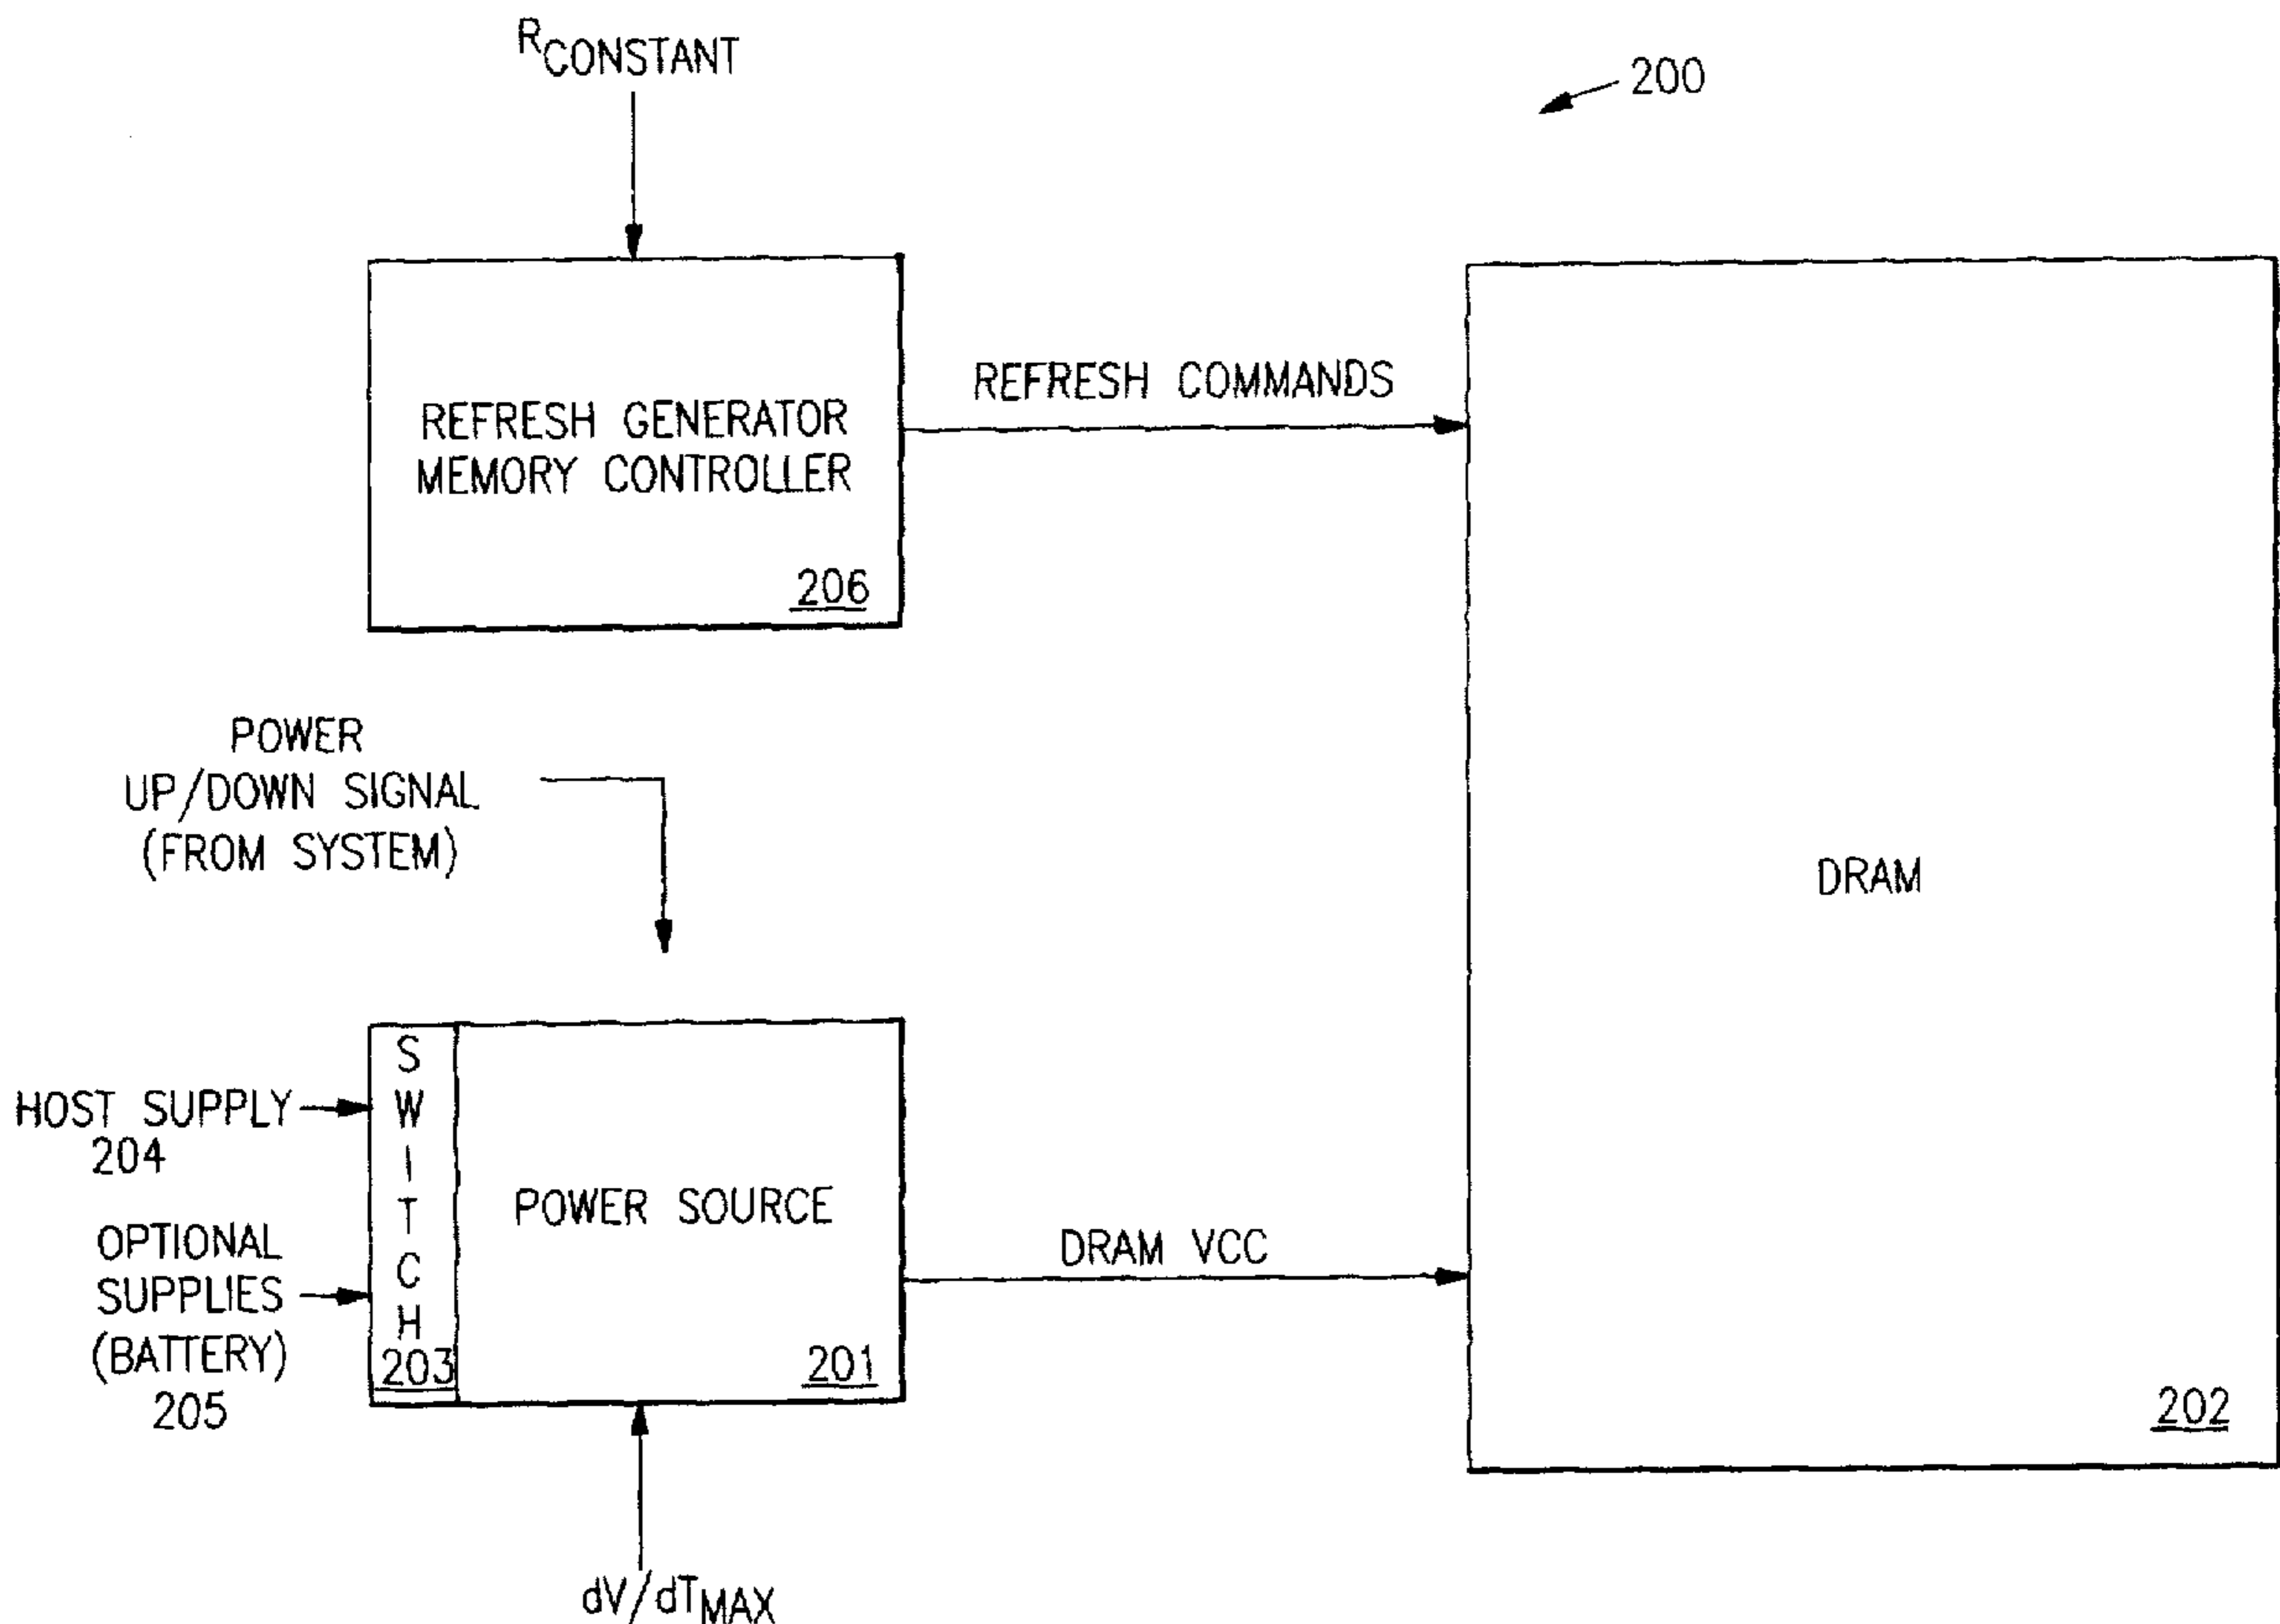 RCONSTANT
200
REFRESH GENERATOR
MEMORY CONTROLLER
206
REFRESH COMMANDS
POWER
UP/DOWN SIGNAL
(FROM SYSTEM)
DRAM
202
SWITCH
203
HOST SUPPLY
204
OPTIONAL
SUPPLIES
(BATTERY)
205
POWER SOURCE
201
DRAM VCC
dV/dTMAX